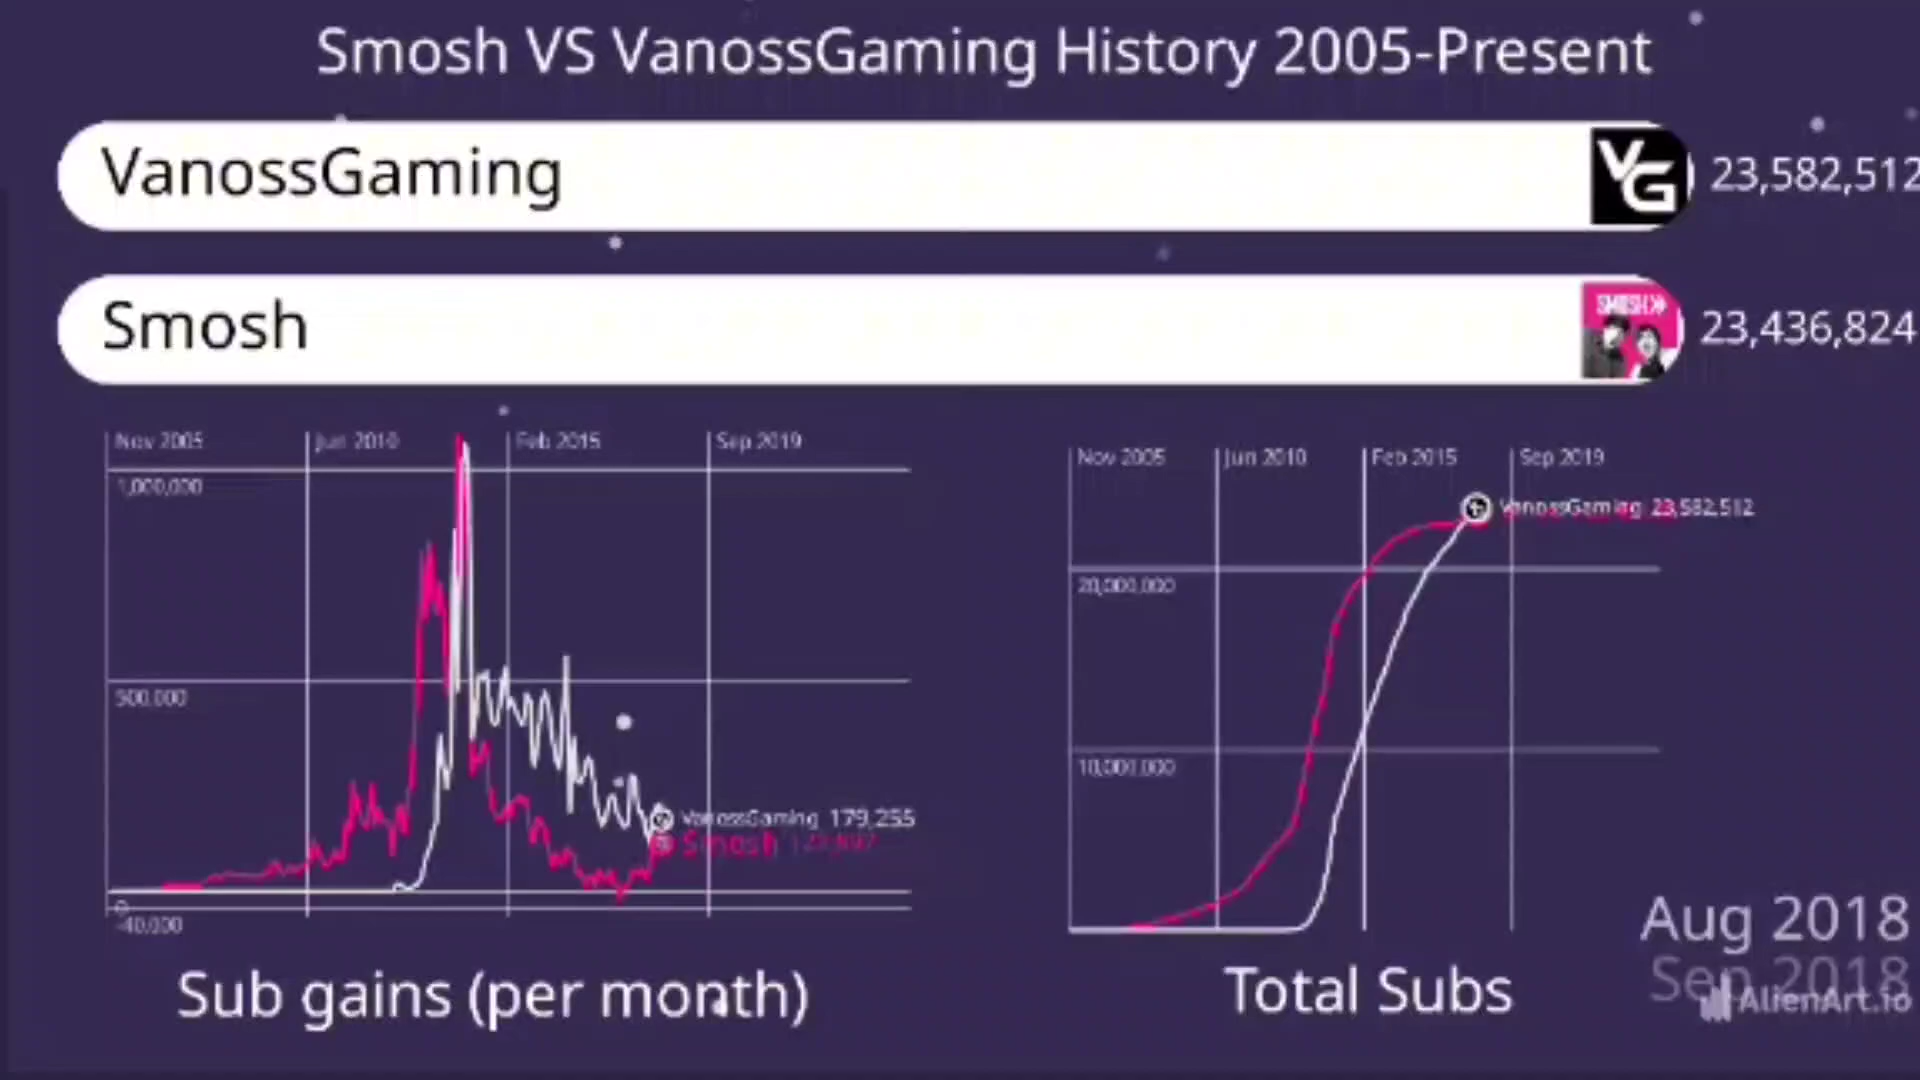 Smosh VS VanossGaming History 2005-Present
VanossGaming
VG
23,582,512
Smosh
SMOSH
23,436,824
Nov 2005
Jun 2010
Feb 2015
Sep 2019
1,000,000
500,000
VanossGaming 179,255
Smosh
0
-40,000
Sub gains (per month)
Nov 2005
Jun 2010
Feb 2015
Sep 2019
VanossGaming 23,582,512
20,000,000
10,000,000
Total Subs
Aug 2018
Sep 2018
AlienArt.io